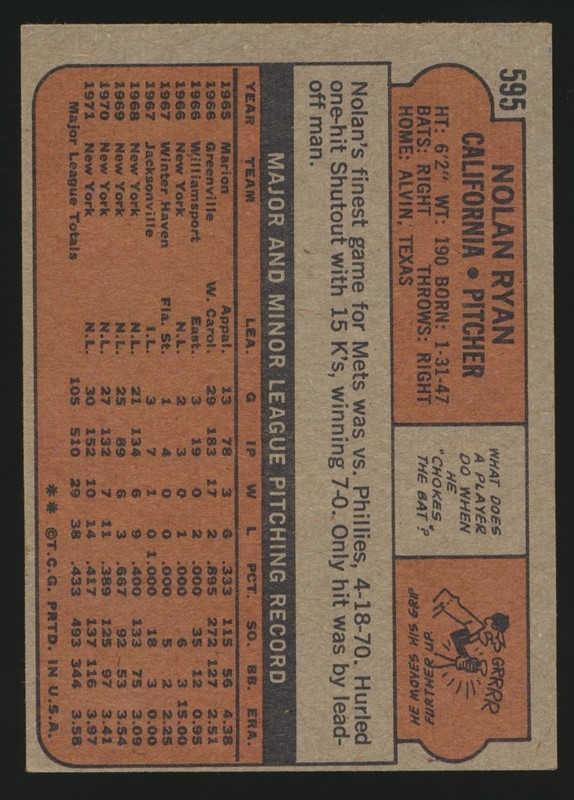 595
NOLAN RYAN
CALIFORNIA • PITCHER
HT: 6'2" WT: 190 BORN: 1-31-47
BATS: RIGHT THROWS: RIGHT
HOME: ALVIN, TEXAS
WHAT DOES
A PLAYER
DO WHEN
HE
"CHOKES"
THE BAT?
GRRRR
HE MOVES HIS GRIP
FURTHER UP.
Nolan's finest game for Mets was vs. Phillies, 4-18-70. Hurled
one-hit Shutout with 15 K's, winning 7-0. Only hit was by lead-
off man.
MAJOR AND MINOR LEAGUE PITCHING RECORD
YEAR TEAM LEA. G IP W L PCT. SO. BB. ERA.
1965 Marion Appal. 13 78 3 6 .333 115 56 4.38
1966 Greenville W. Carol. 29 183 17 2 .895 272 127 2.51
1966 Williamsport East. 3 19 0 2 .000 35 12 0.95
1966 New York N.L. 2 3 0 1 .000 6 3 15.00
1967 Winter Haven Fla. St. 1 4 0 0 .000 5 2 2.25
1967 Jacksonville I.L. 3 7 1 0 1.000 18 3 0.00
1968 New York N.L. 21 134 6 9 .400 133 75 3.09
1969 New York N.L. 25 89 6 3 .667 92 53 3.54
1970 New York N.L. 27 132 7 11 .389 125 97 3.41
1971 New York N.L. 30 152 10 14 .417 137 116 3.97
Major League Totals 105 510 29 38 .433 493 344 3.58
** ©T.C.G. PRTD. IN U.S.A.